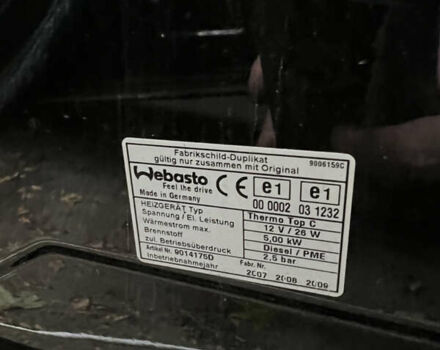 Fabrikschild-Duplikat
gültig nur zusammen mit Original 9006159C
Webasto CE e1 e1
Feel the drive
Made in Germany 00 0002 03 1232
HEIZGERÄT Typ Thermo Top C
Spannung / El. Leistung 12 V / 26 W
Wärmestrom max. 5,00 kW
Brennstoff Diesel / PME
zul. Betriebsüberdruck 2,5 bar
Artikel Nr. 9014175D Fabr. Nr.
Inbetriebnahmejahr 2007 2008 2009